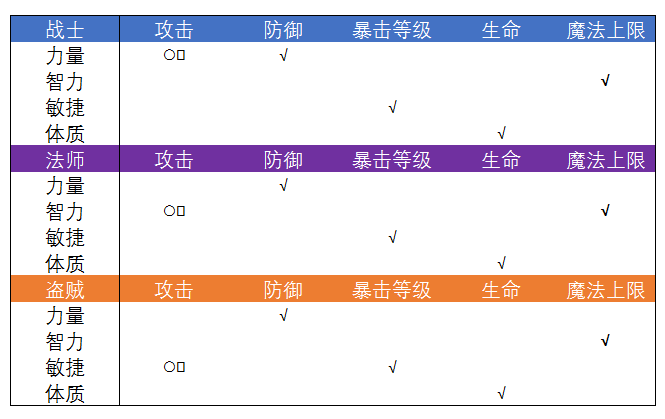 战士 攻击 防御 暴击等级 生命 魔法上限
力量 ○▯ √
智力 √
敏捷 √
体质 √
法师 攻击 防御 暴击等级 生命 魔法上限
力量 √
智力 ○▯ √
敏捷 √
体质 √
盗贼 攻击 防御 暴击等级 生命 魔法上限
力量 √
智力 √
敏捷 ○▯ √
体质 √